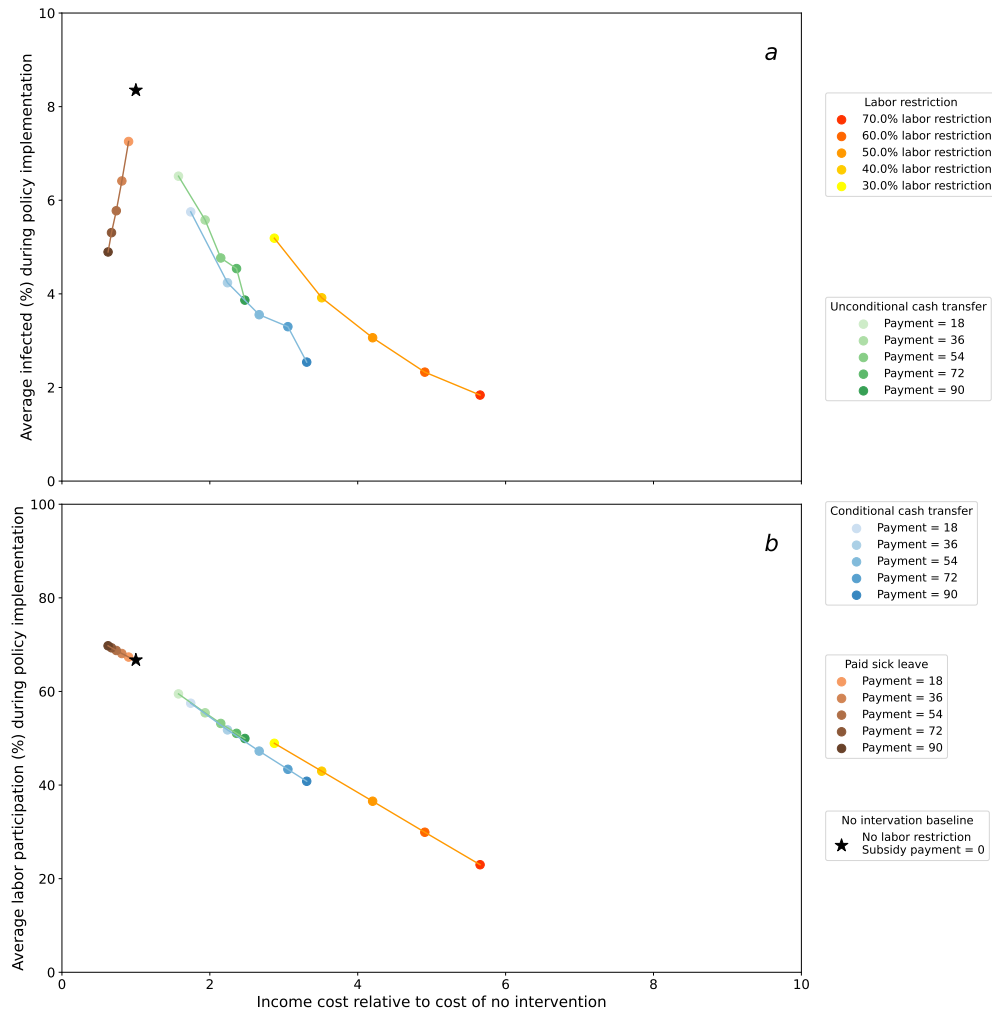 10
8
6
4
2
0
Average infected (%) during policy implementation
a
Labor restriction
70.0% labor restriction
60.0% labor restriction
50.0% labor restriction
40.0% labor restriction
30.0% labor restriction
Unconditional cash transfer
Payment = 18
Payment = 36
Payment = 54
Payment = 72
Payment = 90
100
80
60
40
20
0
Average labor participation (%) during policy implementation
b
0
2
4
6
8
10
Income cost relative to cost of no intervention
Conditional cash transfer
Payment = 18
Payment = 36
Payment = 54
Payment = 72
Payment = 90
Paid sick leave
Payment = 18
Payment = 36
Payment = 54
Payment = 72
Payment = 90
No intervation baseline
No labor restriction
Subsidy payment = 0